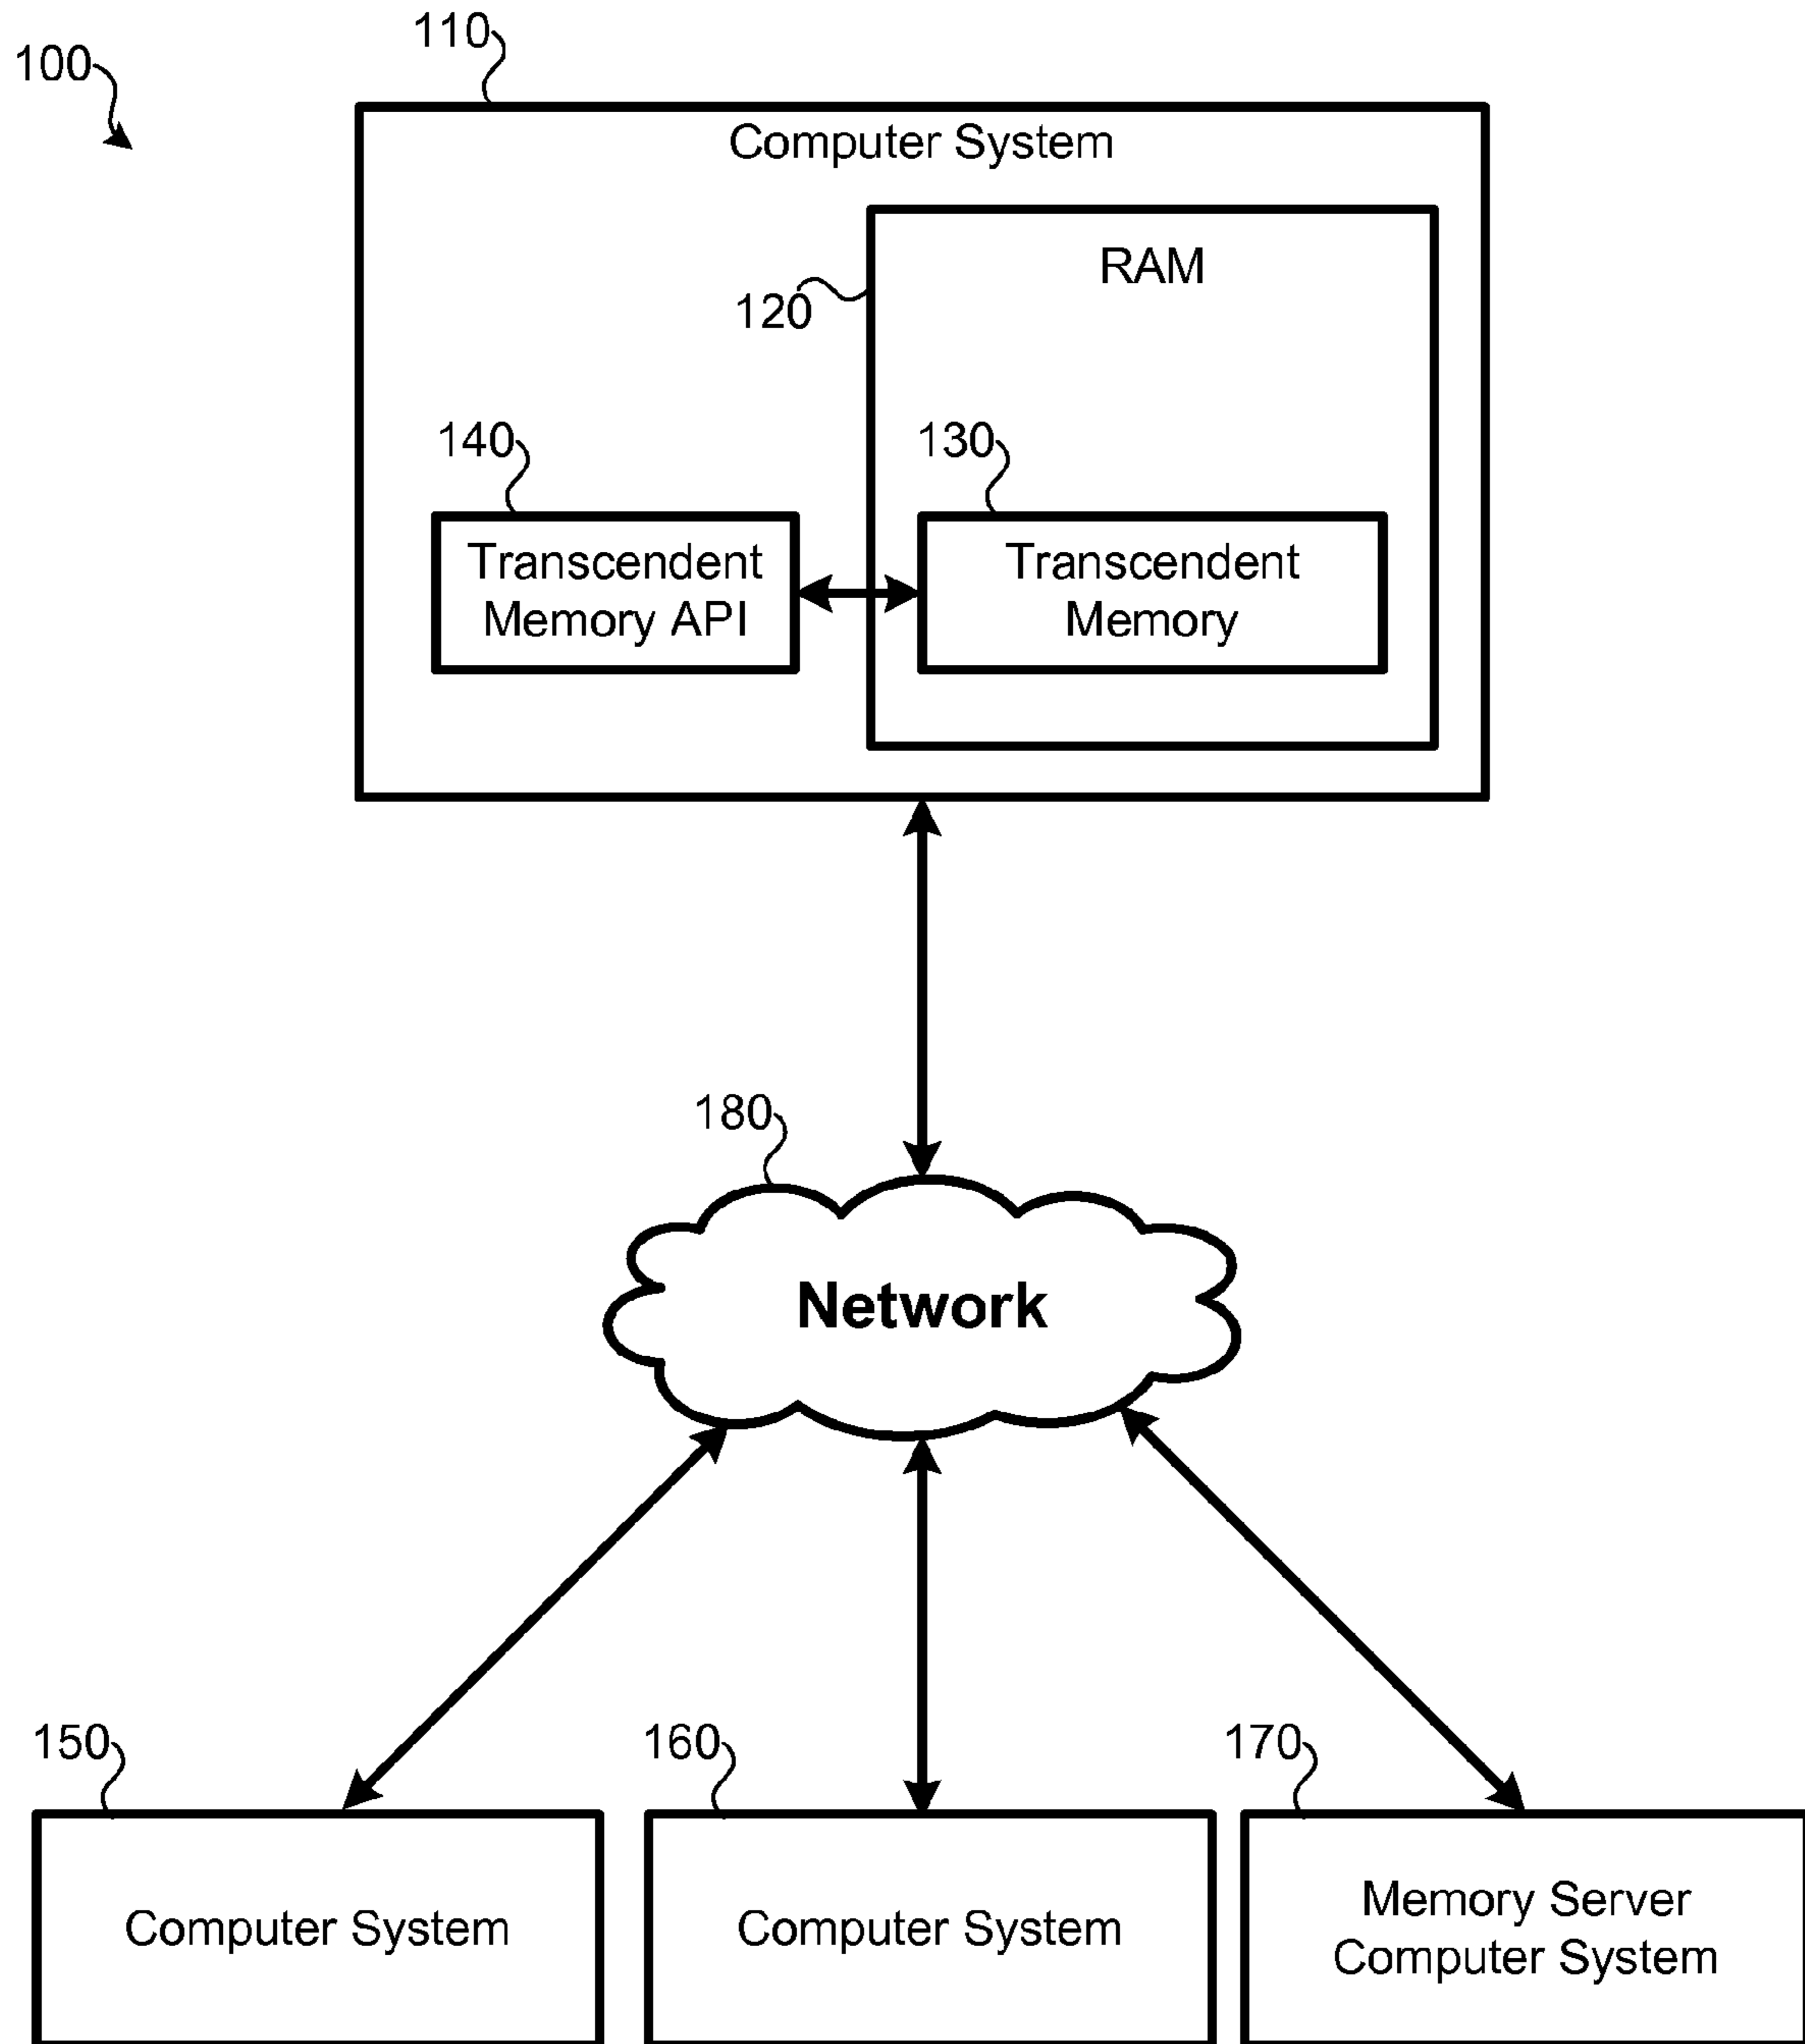 100
110
Computer System
RAM
120
140
130
Transcendent
Memory API
Transcendent
Memory
180
Network
150
160
170
Computer System
Computer System
Memory Server
Computer System